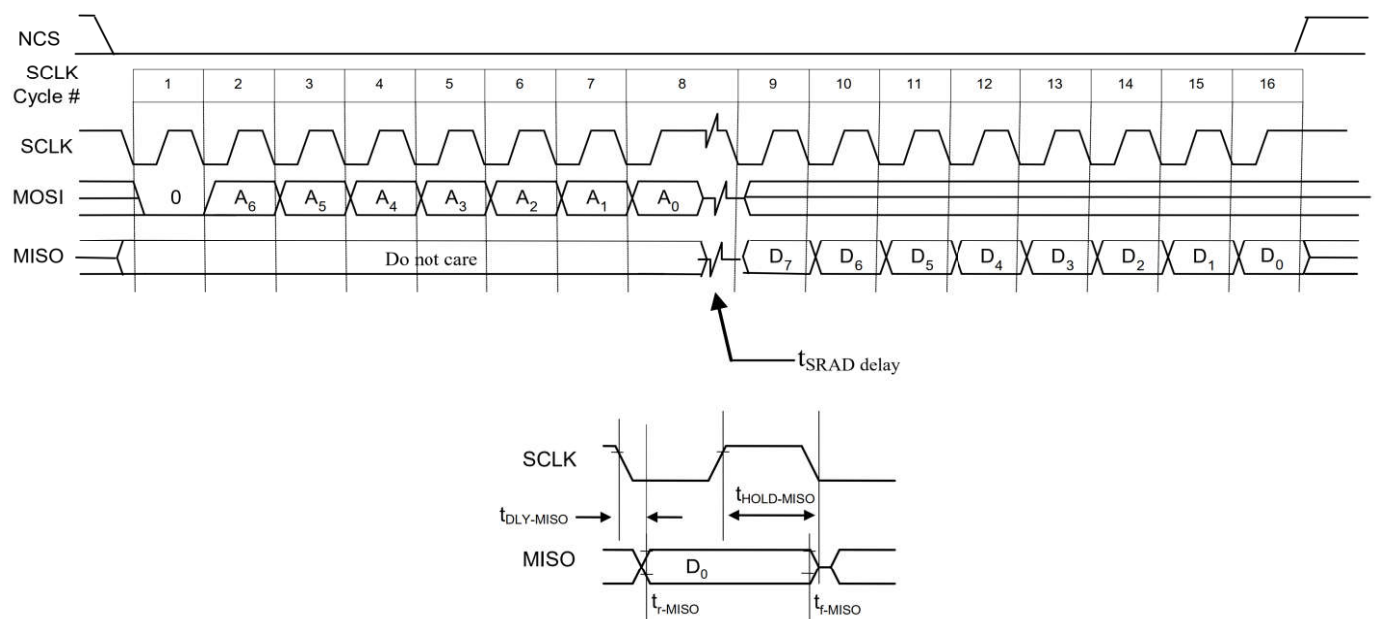 NCS
SCLK
Cycle # 1 2 3 4 5 6 7 8 9 10 11 12 13 14 15 16
SCLK
MOSI 0 A6 A5 A4 A3 A2 A1 A0
MISO Do not care D7 D6 D5 D4 D3 D2 D1 D0
tSRAD delay
SCLK
tHOLD-MISO
tDLY-MISO
MISO D0
tr-MISO tf-MISO